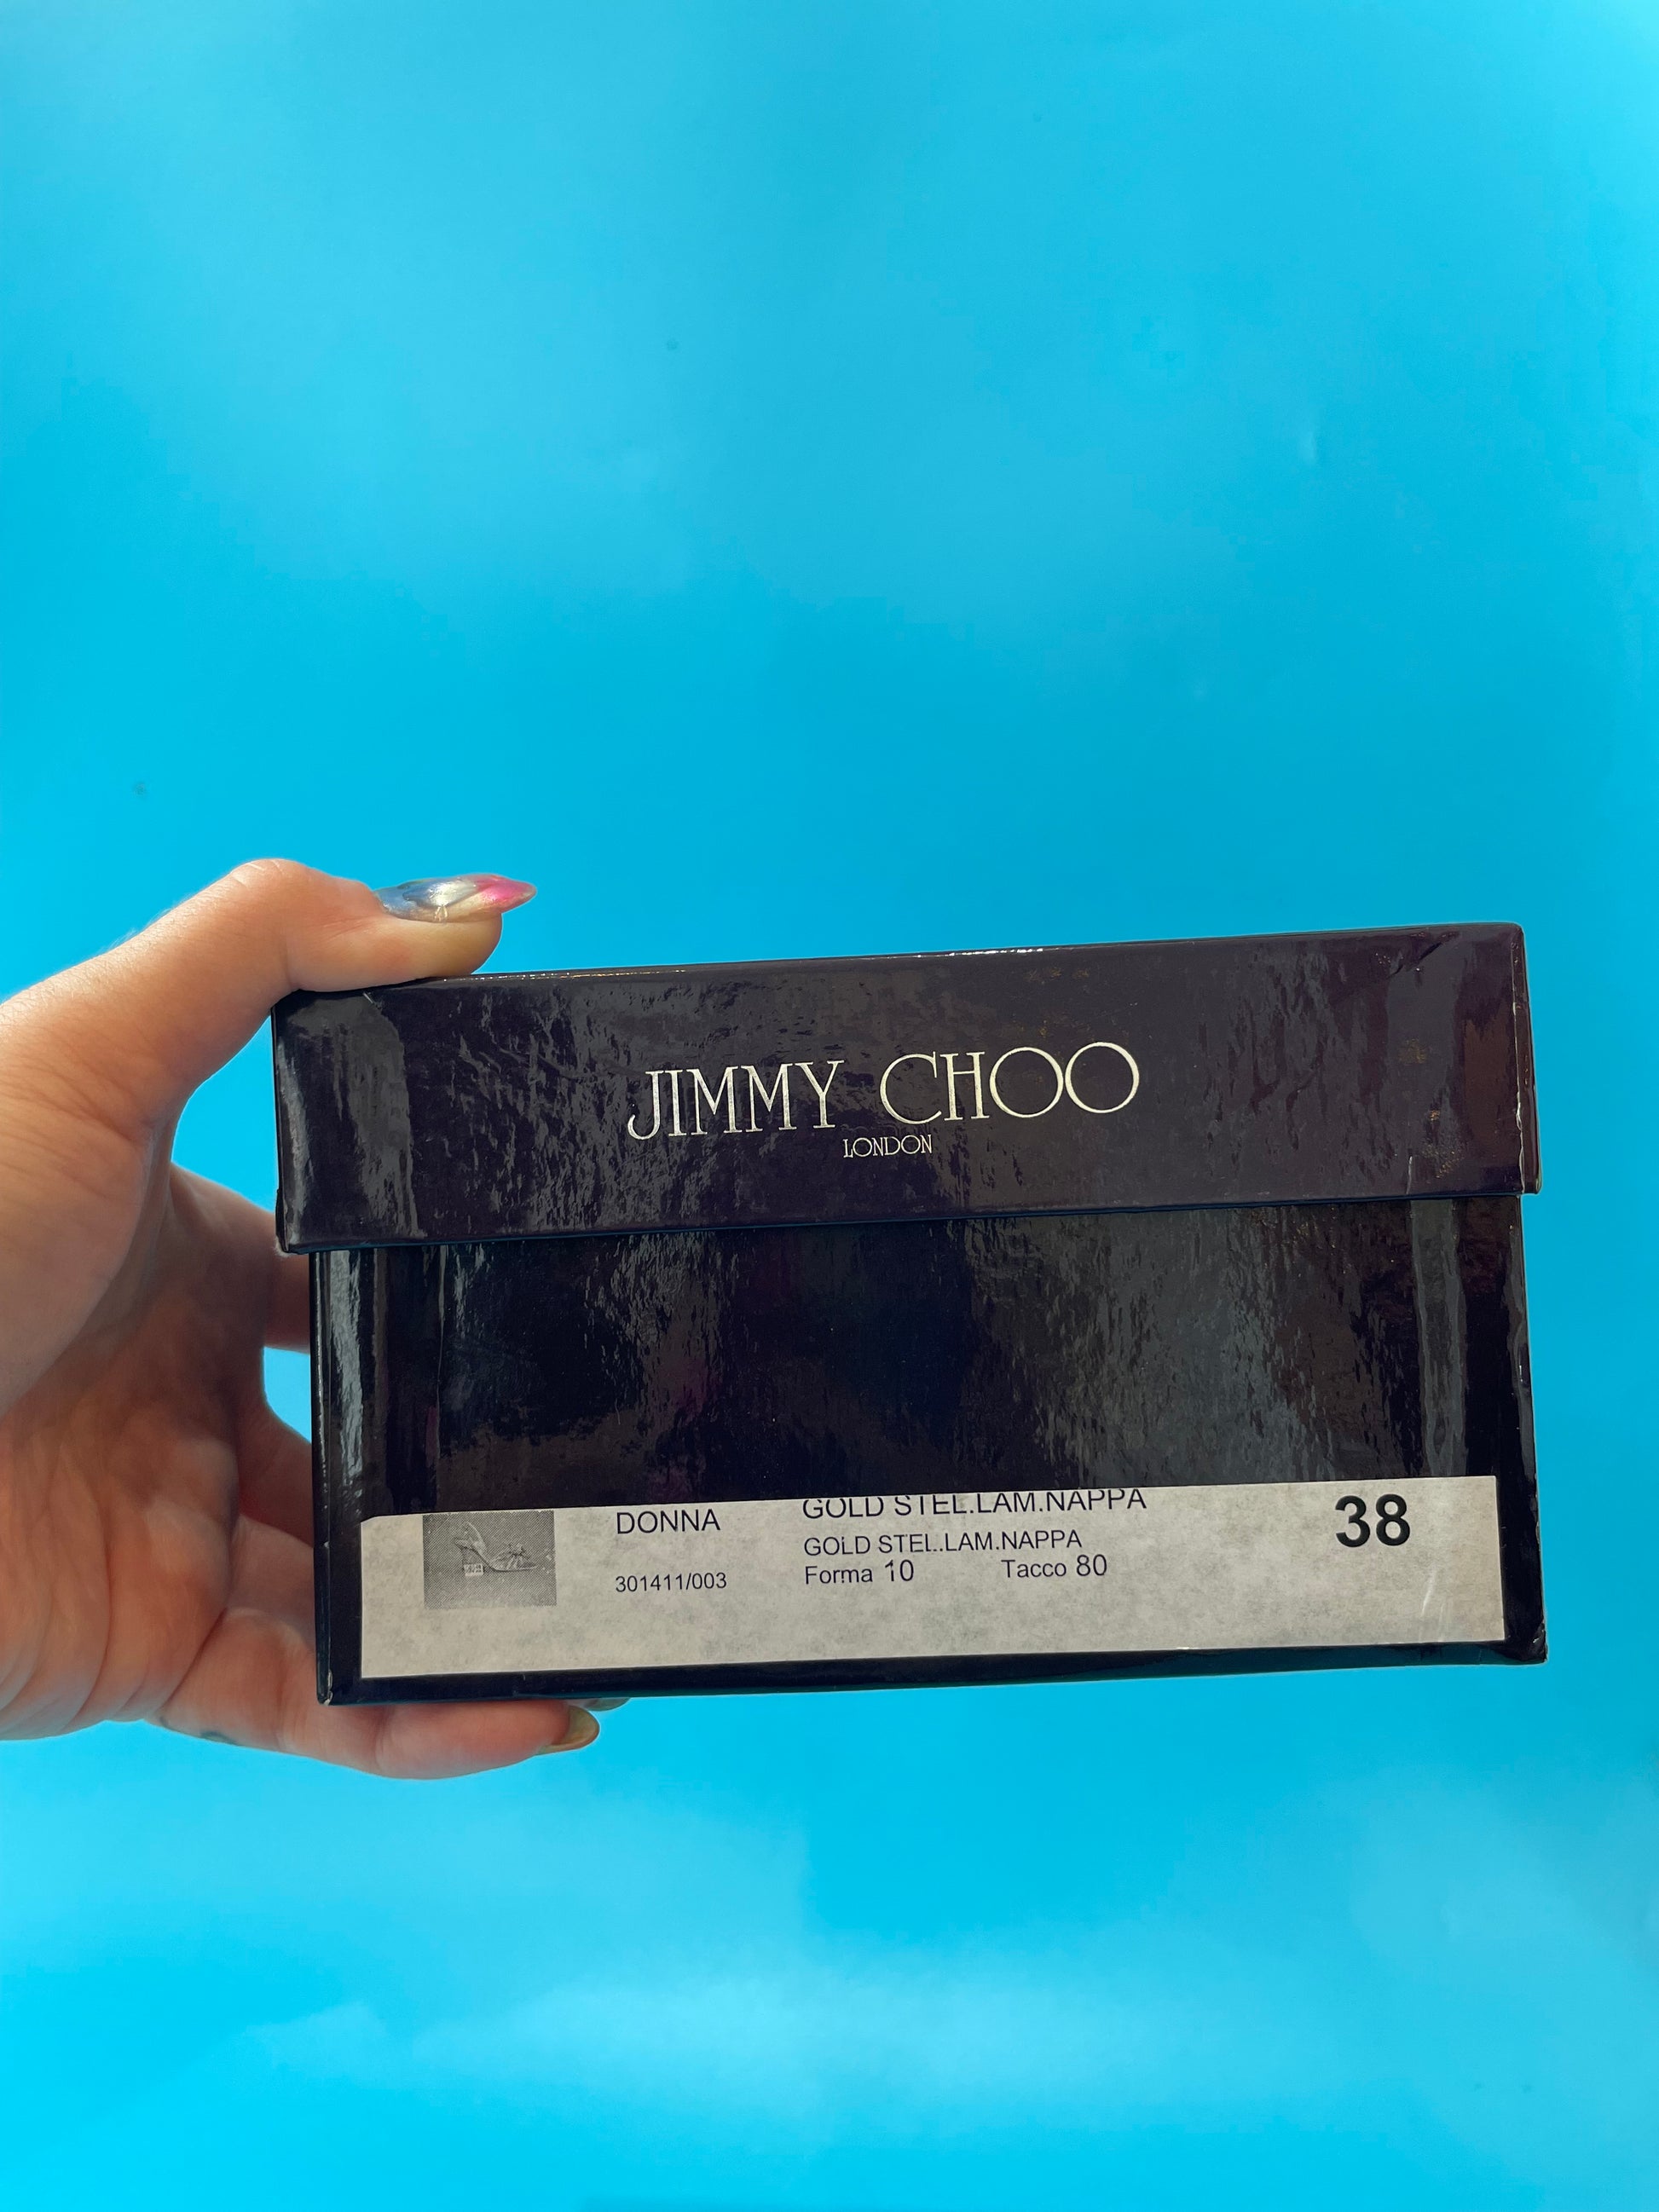 JIMMY CHOO
LONDON
DONNA
GOLD STEL.LAM.NAPPA
GOLD STEL..LAM.NAPPA
38
301411/003
Forma 10 Tacco 80